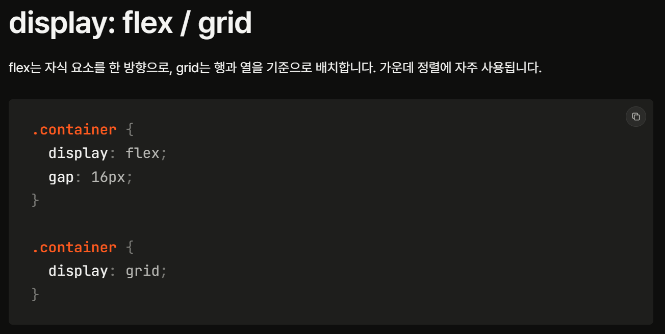 display: flex / grid
flex는 자식 요소를 한 방향으로, grid는 행과 열을 기준으로 배치합니다. 가운데 정렬에 자주 사용됩니다.
.container {
  display: flex;
  gap: 16px;
}
.container {
  display: grid;
}